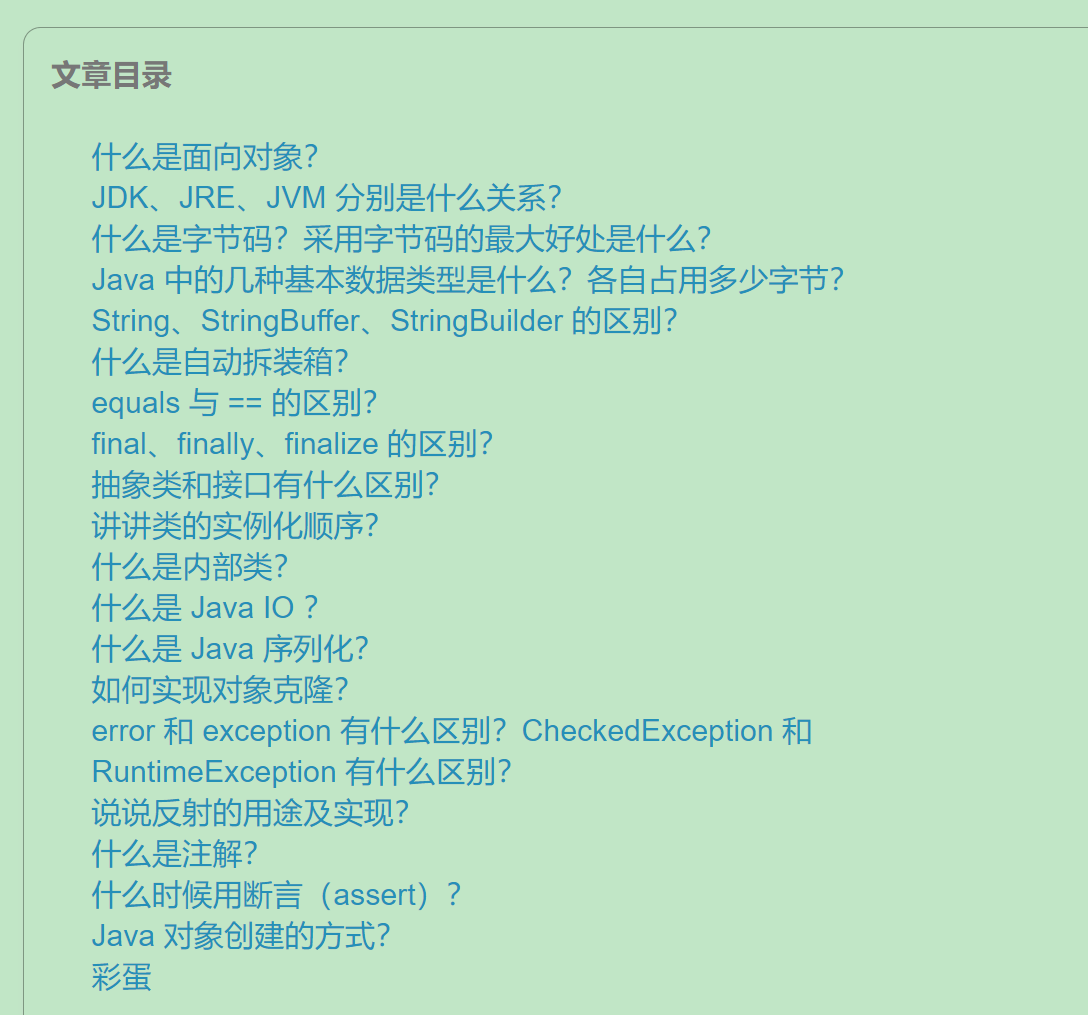 文章目录
什么是面向对象?
JDK、JRE、JVM 分别是什么关系?
什么是字节码？采用字节码的最大好处是什么?
Java 中的几种基本数据类型是什么？各自占用多少字节?
String、StringBuffer、StringBuilder 的区别?
什么是自动拆装箱?
equals 与 == 的区别?
final、finally、finalize 的区别?
抽象类和接口有什么区别?
讲讲类的实例化顺序?
什么是内部类?
什么是 Java IO ？
什么是 Java 序列化?
如何实现对象克隆?
error 和 exception 有什么区别？CheckedException 和
RuntimeException 有什么区别?
说说反射的用途及实现?
什么是注解?
什么时候用断言（assert）？
Java 对象创建的方式?
彩蛋